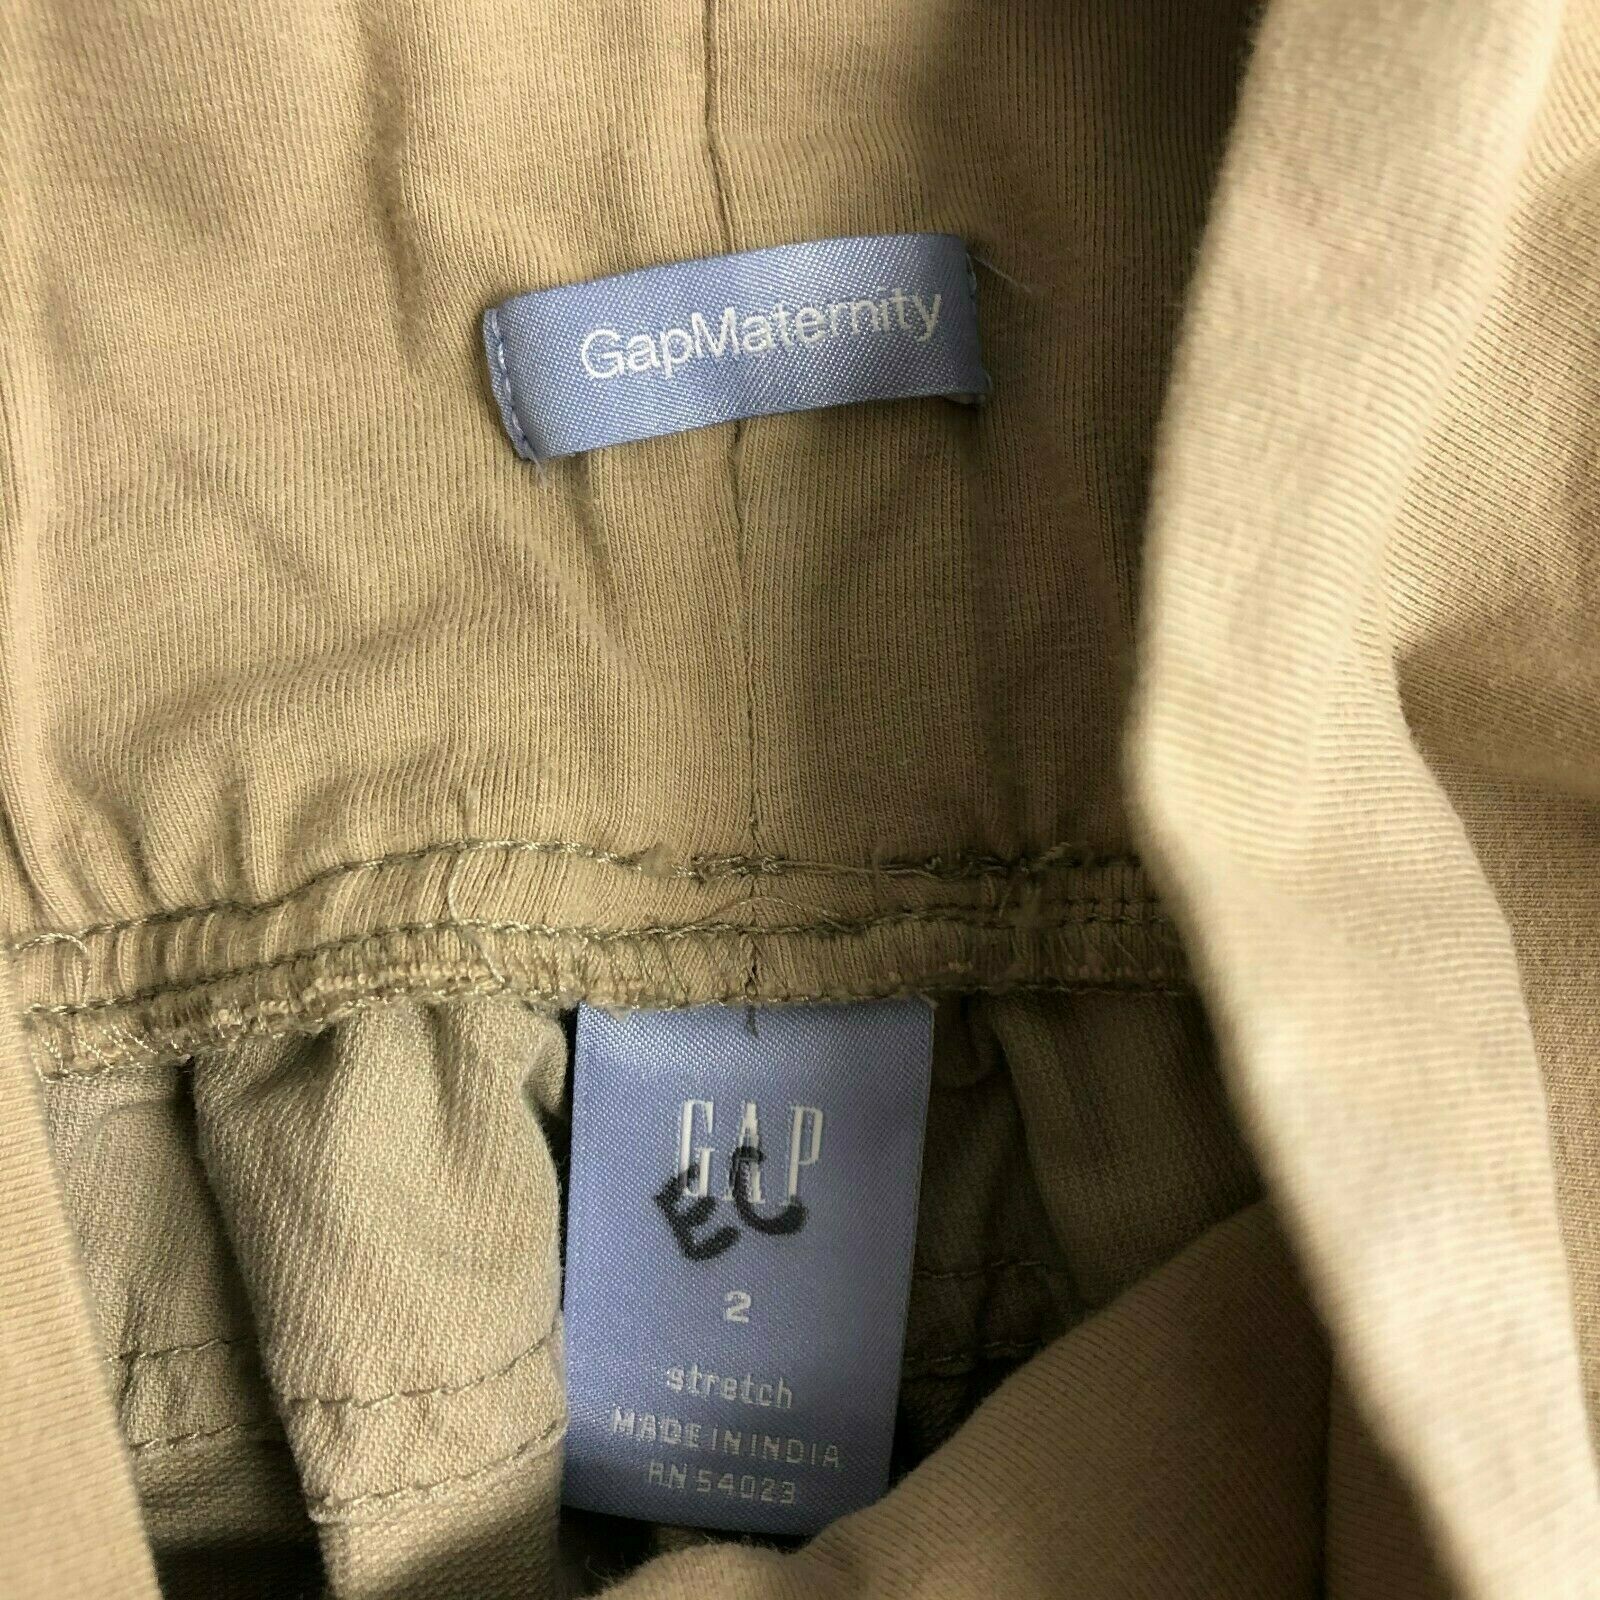 GapMaternity
GAP
EC
2
stretch
MADE IN INDIA
RN 54023